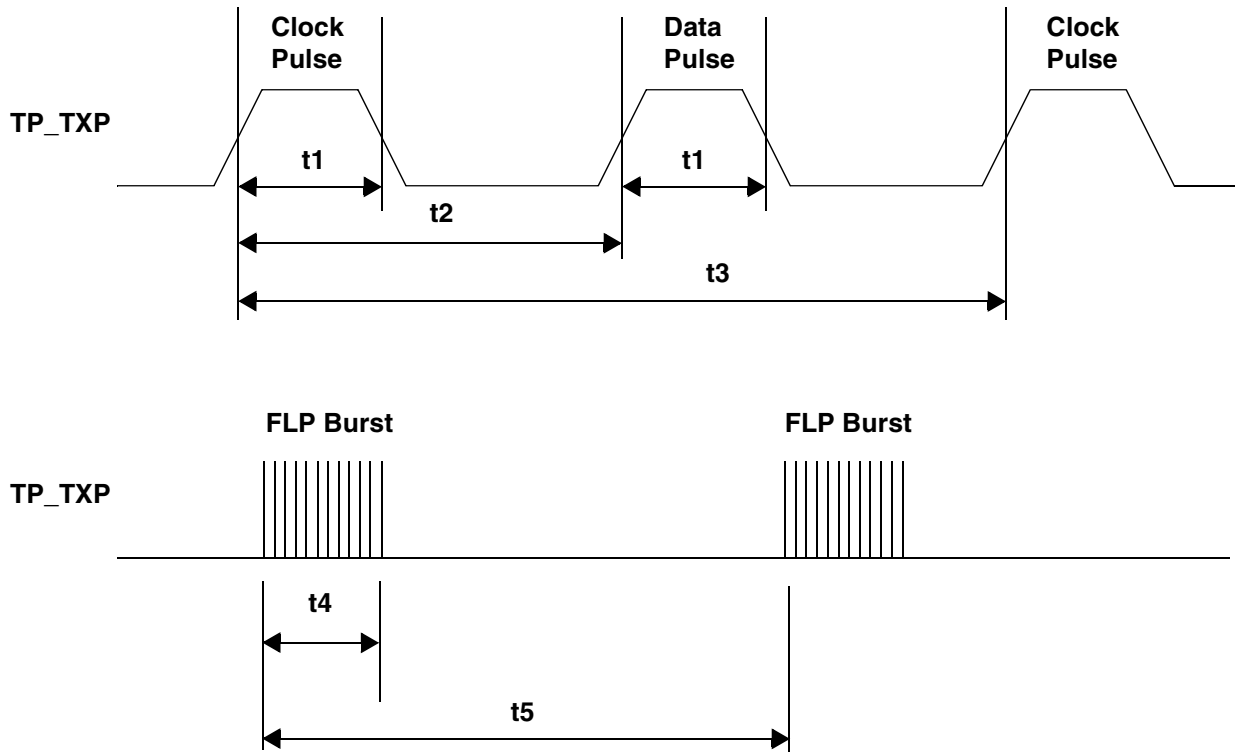 Clock
Pulse
Data
Pulse
Clock
Pulse
TP_TXP
t1
t1
t2
t3
FLP Burst
FLP Burst
TP_TXP
t4
t5